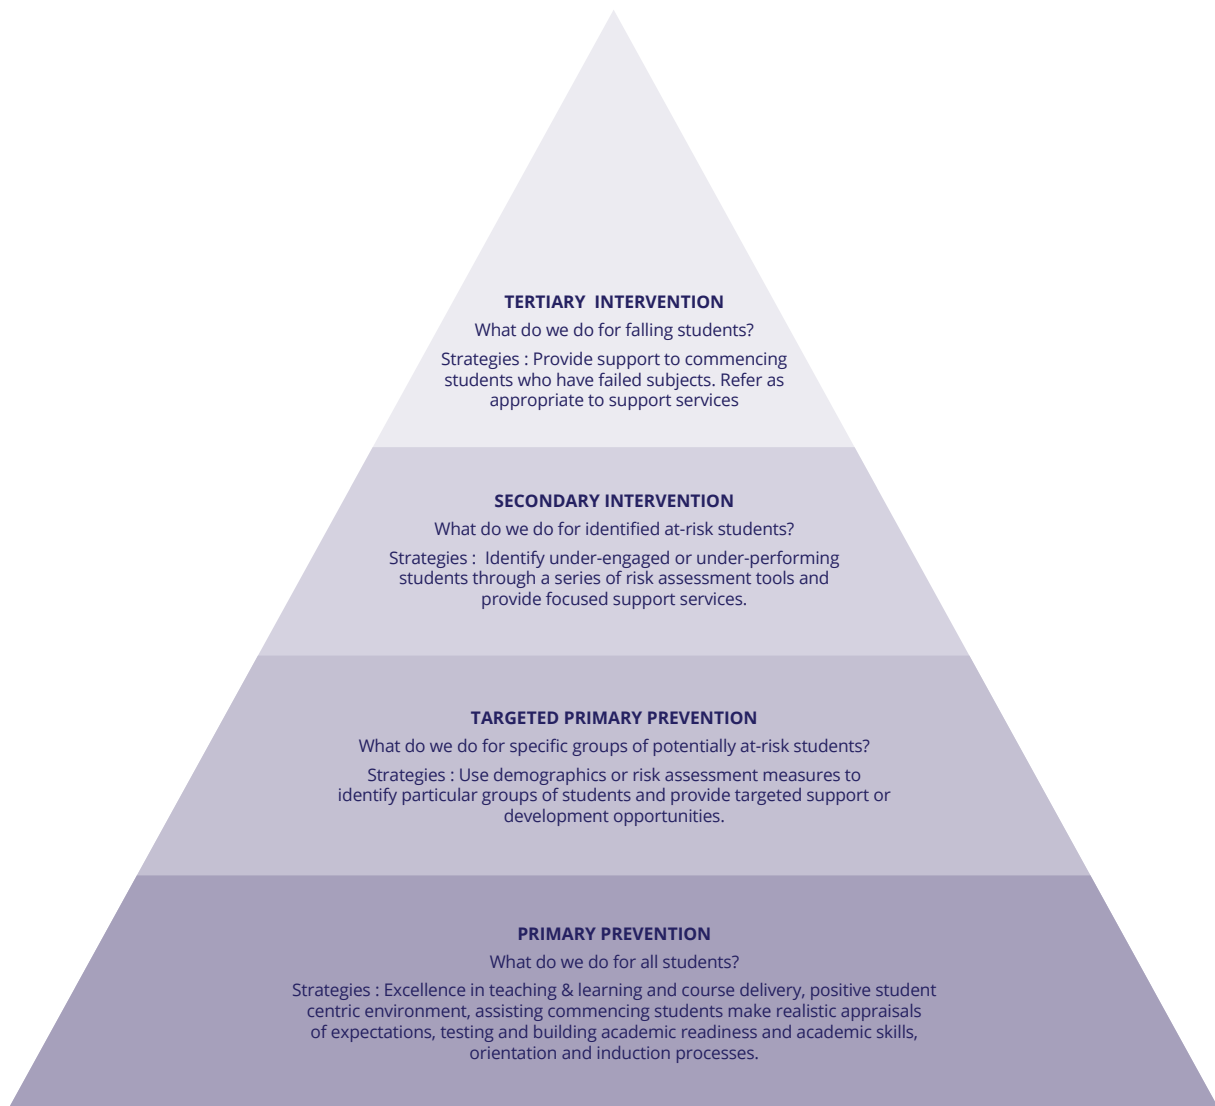 TERTIARY  INTERVENTION
What do we do for falling students?
Strategies : Provide support to commencing
students who have failed subjects. Refer as
appropriate to support services
SECONDARY INTERVENTION
What do we do for identified at-risk students?
Strategies :  Identify under-engaged or under-performing
students through a series of risk assessment tools and
provide focused support services.
TARGETED PRIMARY PREVENTION
What do we do for specific groups of potentially at-risk students?
Strategies : Use demographics or risk assessment measures to
identify particular groups of students and provide targeted support or
development opportunities.
PRIMARY PREVENTION
What do we do for all students?
Strategies : Excellence in teaching & learning and course delivery, positive student
centric environment, assisting commencing students make realistic appraisals
of expectations, testing and building academic readiness and academic skills,
orientation and induction processes.